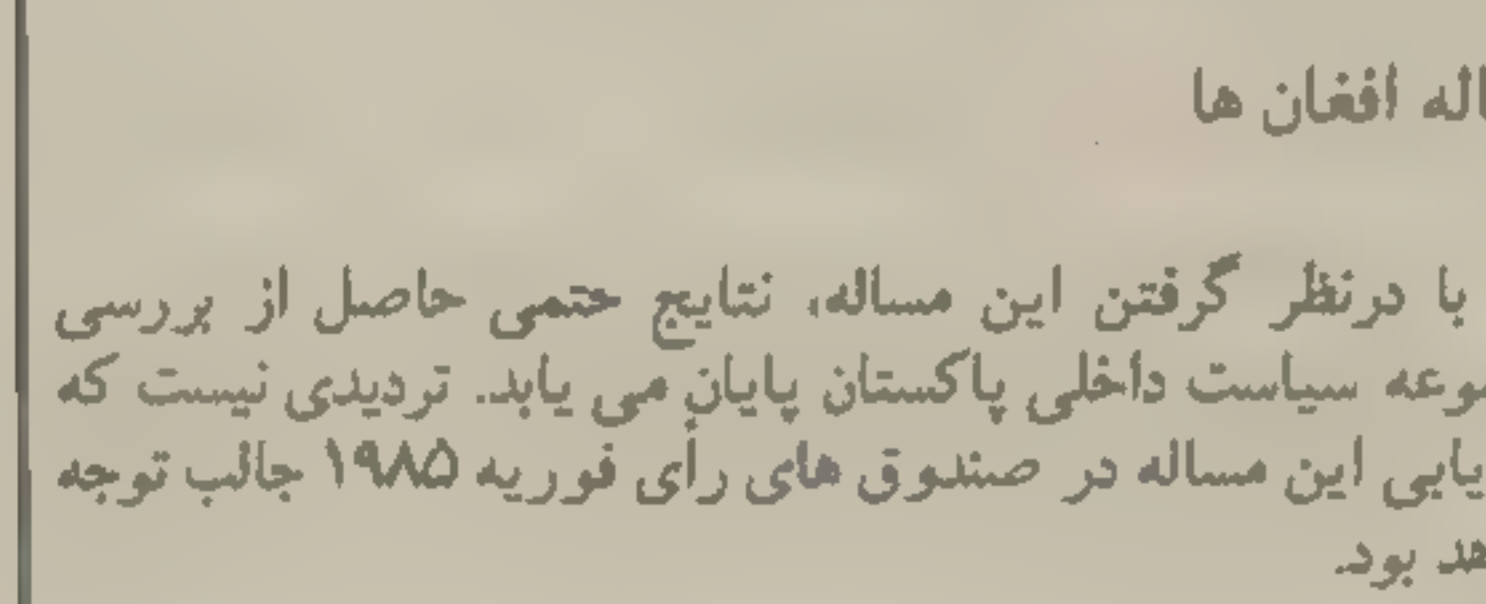 اله افغان ها
با درنظر گرفتن این مساله، نتایج حتمی حاصل از بررسی
وعه سیاست داخلی پاکستان پایان می یابد. تردیدی نیست که
یابی این مساله در صندوق های رأی فوریه ۱۹۸۵ جالب توجه
هد بود.